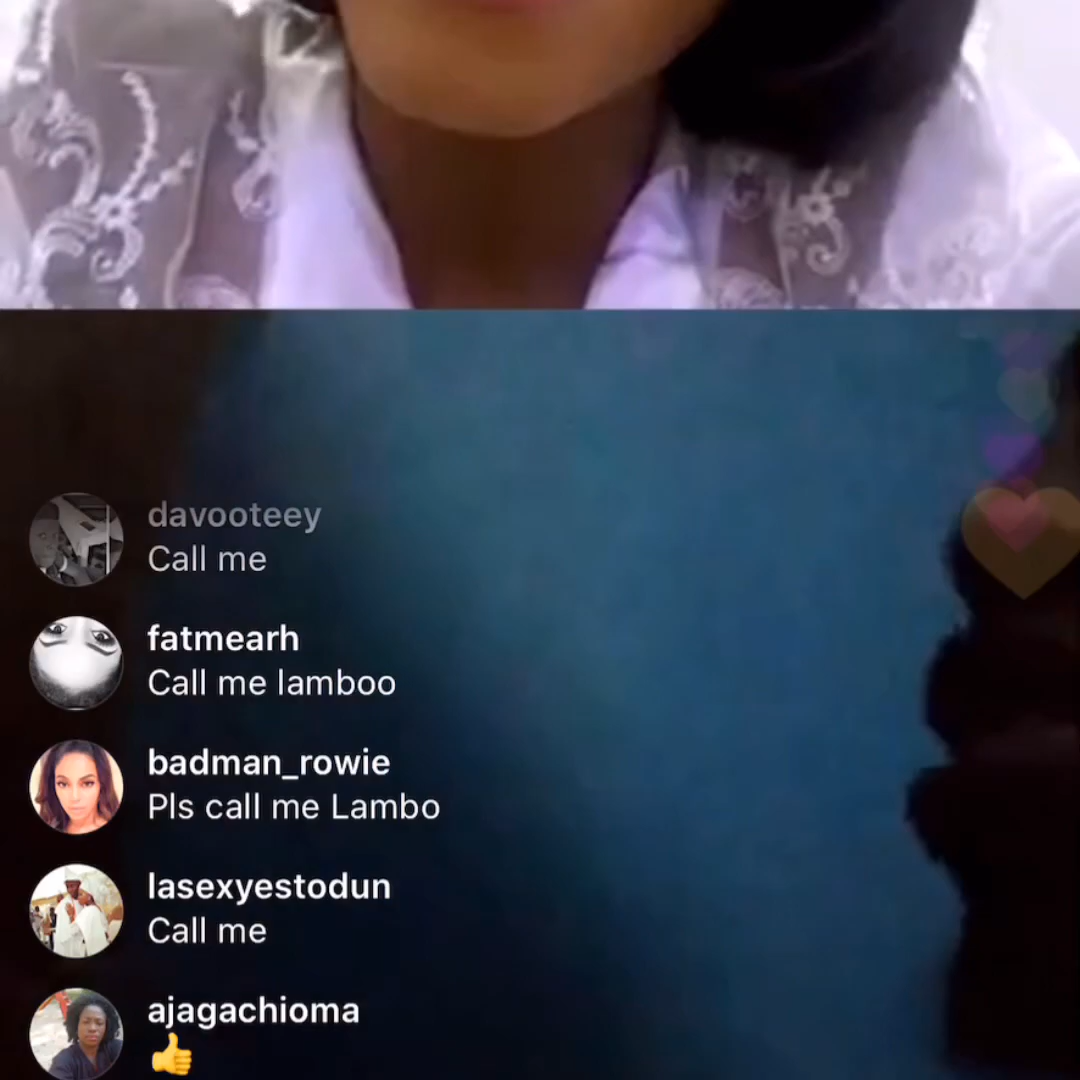 davooteey
Call me
fatmearh
Call me lamboo
badman_rowie
Pls call me Lambo
lasexyestodun
Call me
ajagachioma
👍